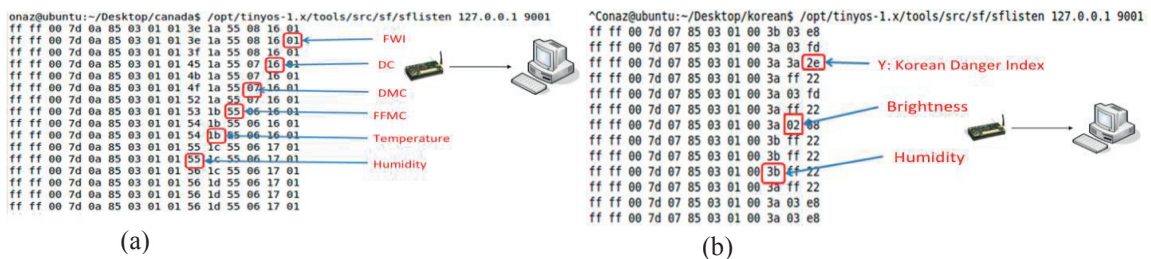 onaz@ubuntu:~/Desktop/canada$ /opt/tinyos-1.x/tools/src/sf/sflisten 127.0.0.1 9001
ff ff 00 7d 0a 85 03 01 01 3e 1a 55 08 16 01
ff ff 00 7d 0a 85 03 01 01 3e 1a 55 08 16 01
FWI
ff ff 00 7d 0a 85 03 01 01 3f 1a 55 08 16 01
ff ff 00 7d 0a 85 03 01 01 45 1a 55 07 16 01
DC
ff ff 00 7d 0a 85 03 01 01 4b 1a 55 07 16 01
ff ff 00 7d 0a 85 03 01 01 4f 1a 55 07 16 01
DMC
ff ff 00 7d 0a 85 03 01 01 52 1a 55 07 16 01
ff ff 00 7d 0a 85 03 01 01 53 1b 55 06 16 01
FFMC
ff ff 00 7d 0a 85 03 01 01 54 1b 55 06 16 01
ff ff 00 7d 0a 85 03 01 01 54 1b 55 06 16 01
Temperature
ff ff 00 7d 0a 85 03 01 01 55 1c 55 06 17 01
ff ff 00 7d 0a 85 03 01 01 55 1c 55 06 17 01
Humidity
ff ff 00 7d 0a 85 03 01 01 56 1c 55 06 17 01
ff ff 00 7d 0a 85 03 01 01 56 1d 55 06 17 01
ff ff 00 7d 0a 85 03 01 01 56 1d 55 06 17 01
ff ff 00 7d 0a 85 03 01 01 56 1d 55 06 17 01
(a)
^Conaz@ubuntu:~/Desktop/korean$ /opt/tinyos-1.x/tools/src/sf/sflisten 127.0.0.1 9001
ff ff 00 7d 07 85 03 01 00 3b 03 e8
ff ff 00 7d 07 85 03 01 00 3a 03 fd
ff ff 00 7d 07 85 03 01 00 3a 3a 2e
Y: Korean Danger Index
ff ff 00 7d 07 85 03 01 00 3a ff 22
ff ff 00 7d 07 85 03 01 00 3a 03 fd
ff ff 00 7d 07 85 03 01 00 3a ff 22
Brightness
ff ff 00 7d 07 85 03 01 00 3a 02 88
ff ff 00 7d 07 85 03 01 00 3b ff 22
ff ff 00 7d 07 85 03 01 00 3b ff 22
Humidity
ff ff 00 7d 07 85 03 01 00 3b ff 22
ff ff 00 7d 07 85 03 01 00 3a ff 22
ff ff 00 7d 07 85 03 01 00 3b 03 e8
ff ff 00 7d 07 85 03 01 00 3a 03 e8
(b)